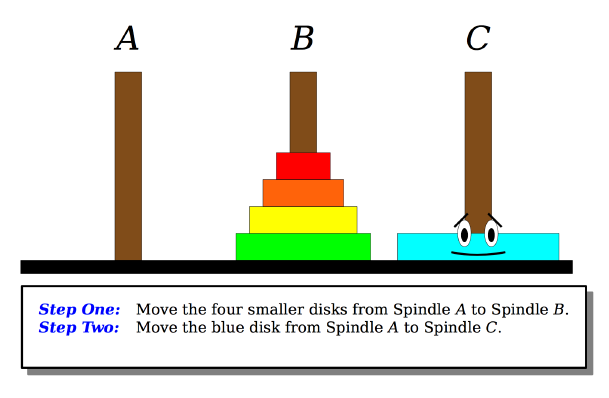 A B C
Step One: Move the four smaller disks from Spindle A to Spindle B.
Step Two: Move the blue disk from Spindle A to Spindle C.